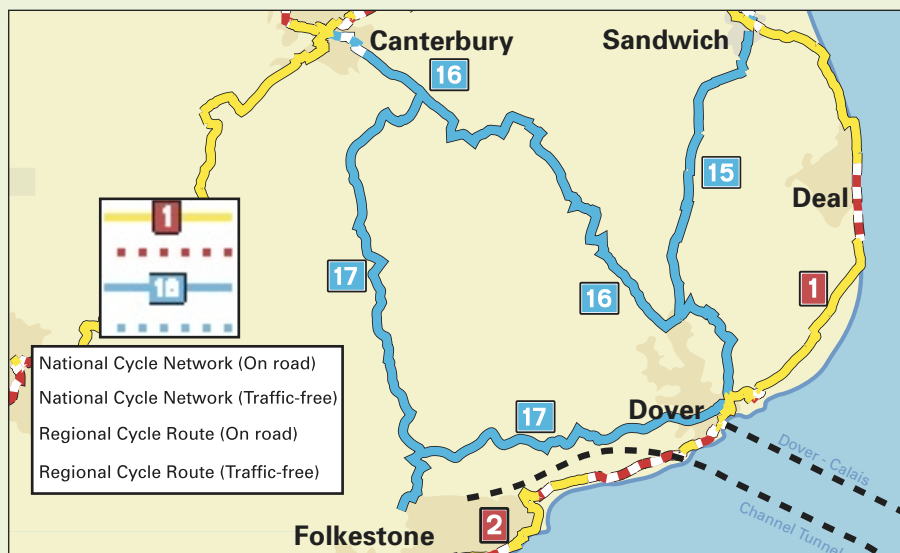 Canterbury
Sandwich
16
15
Deal
1
17
16
1
National Cycle Network (On road)
National Cycle Network (Traffic-free)
Regional Cycle Route (On road)
Regional Cycle Route (Traffic-free)
17
Dover
Dover - Calais
2
Channel Tunnel
Folkestone